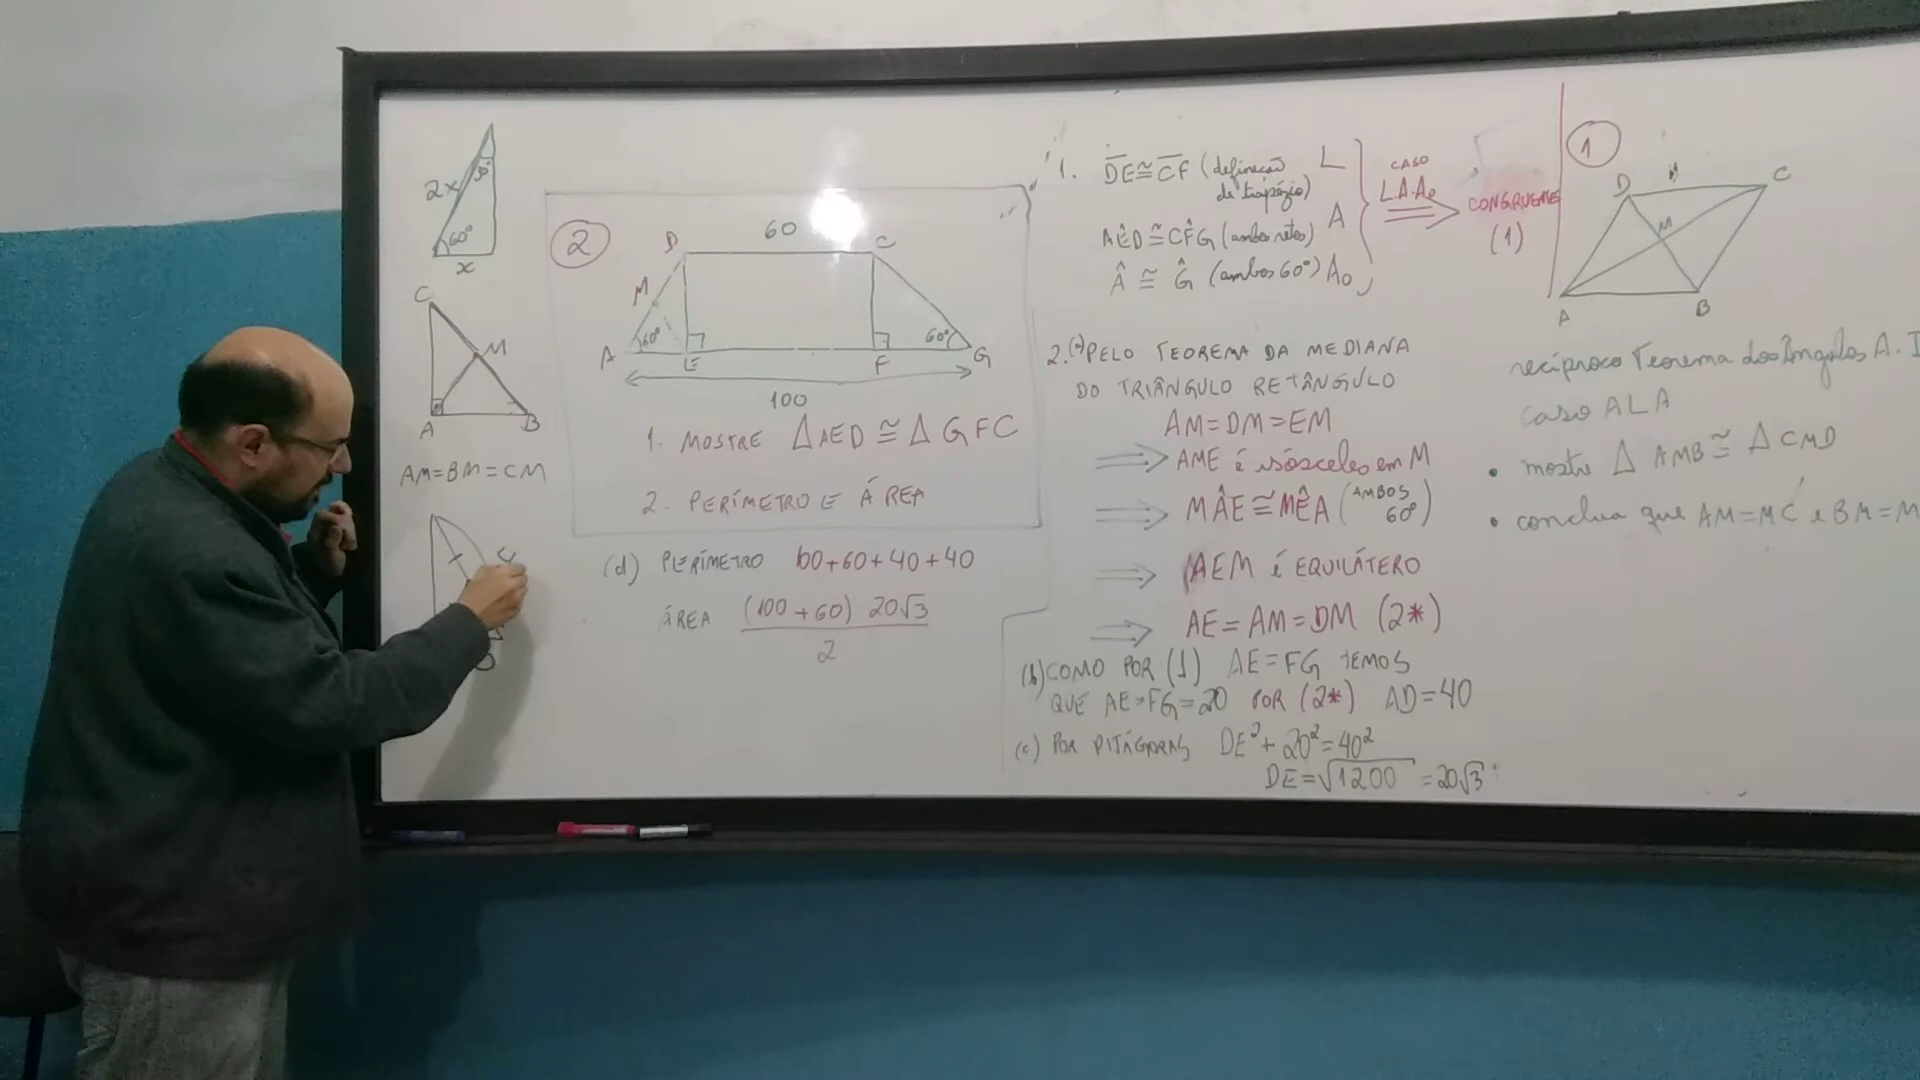 2x
30°
60°
x
C
M
A
B
AM=BM=CM
2
D
60
C
M
A
60°
60°
G
E
F
100
1. MOSTRE Δ AED ≅ Δ GFC
2. PERÍMETRO E ÁREA
(d) PERÍMETRO 100+60+40+40
ÁREA (100+60) 20√3
2
1. DE ≅ CF (definição L
de trapézio)
AÊD ≅ CF̂G (ambos retos) A
 ≅ Ĝ (ambos 60°) Ao
CASO
LAAo
⟹
CONGRUENTES
(1)
2.(a) PELO TEOREMA DA MEDIANA
DO TRIÂNGULO RETÂNGULO
AM=DM=EM
⟹ AME é isósceles em M
⟹ MÂE ≅ MÊA (AMBOS
60°)
⟹ AEM é EQUILÁTERO
⟹ AE=AM=DM (2*)
(b) COMO POR (1) AE=FG TEMOS
QUE AE=FG=20 POR (2*) AD=40
(c) POR PITÁGORAS DE²+20²=40²
DE=√1200 =20√3
1
D
C
M
A
B
recíproco Teorema dos Ângulos A. I
caso ALA
• mostre Δ AMB ≅ Δ CMD
• conclua que AM=MC e BM=M